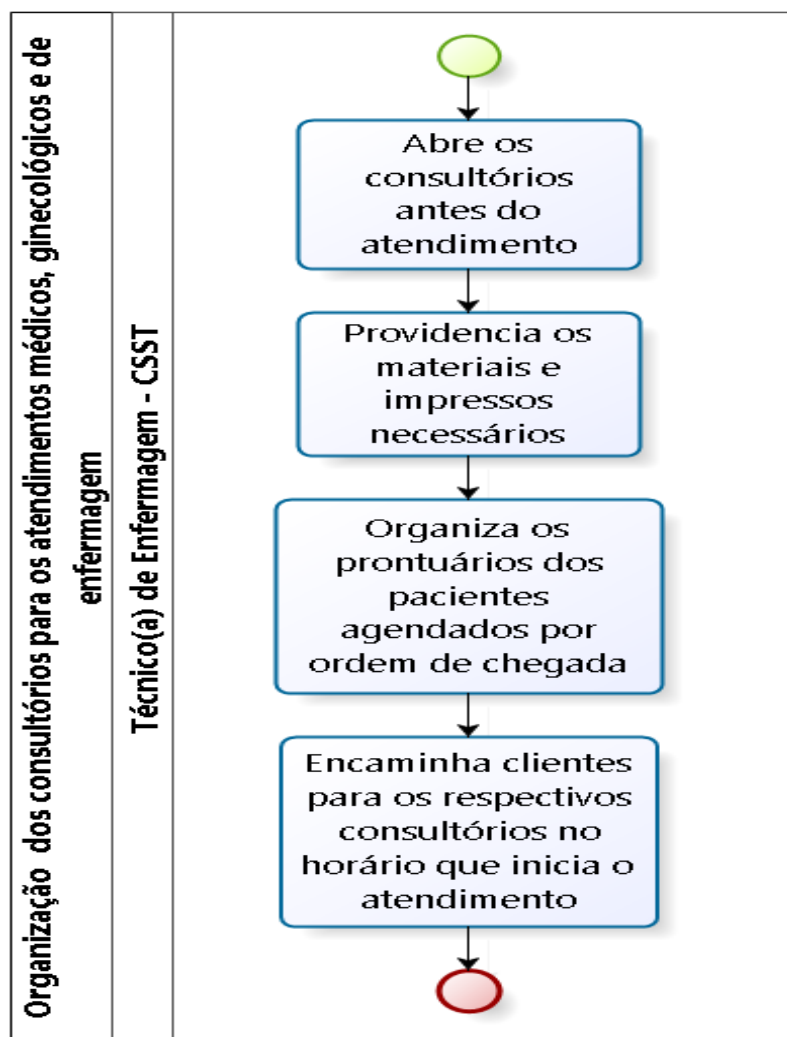 Organização dos consultórios para os atendimentos médicos, ginecológicos e de
enfermagem
Técnico(a) de Enfermagem - CSST
Abre os
consultórios
antes do
atendimento
Providencia os
materiais e
impressos
necessários
Organiza os
prontuários dos
pacientes
agendados por
ordem de chegada
Encaminha clientes
para os respectivos
consultórios no
horário que inicia o
atendimento